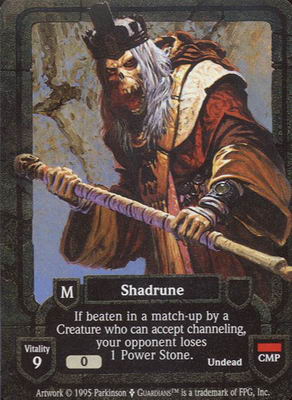 M
Shadrune
If beaten in a match-up by a
Creature who can accept channeling,
your opponent loses
1 Power Stone.
Vitality
9
0
Undead
CMP
Artwork © 1995 Parkinson Guardians™ is a trademark of FPG, Inc.